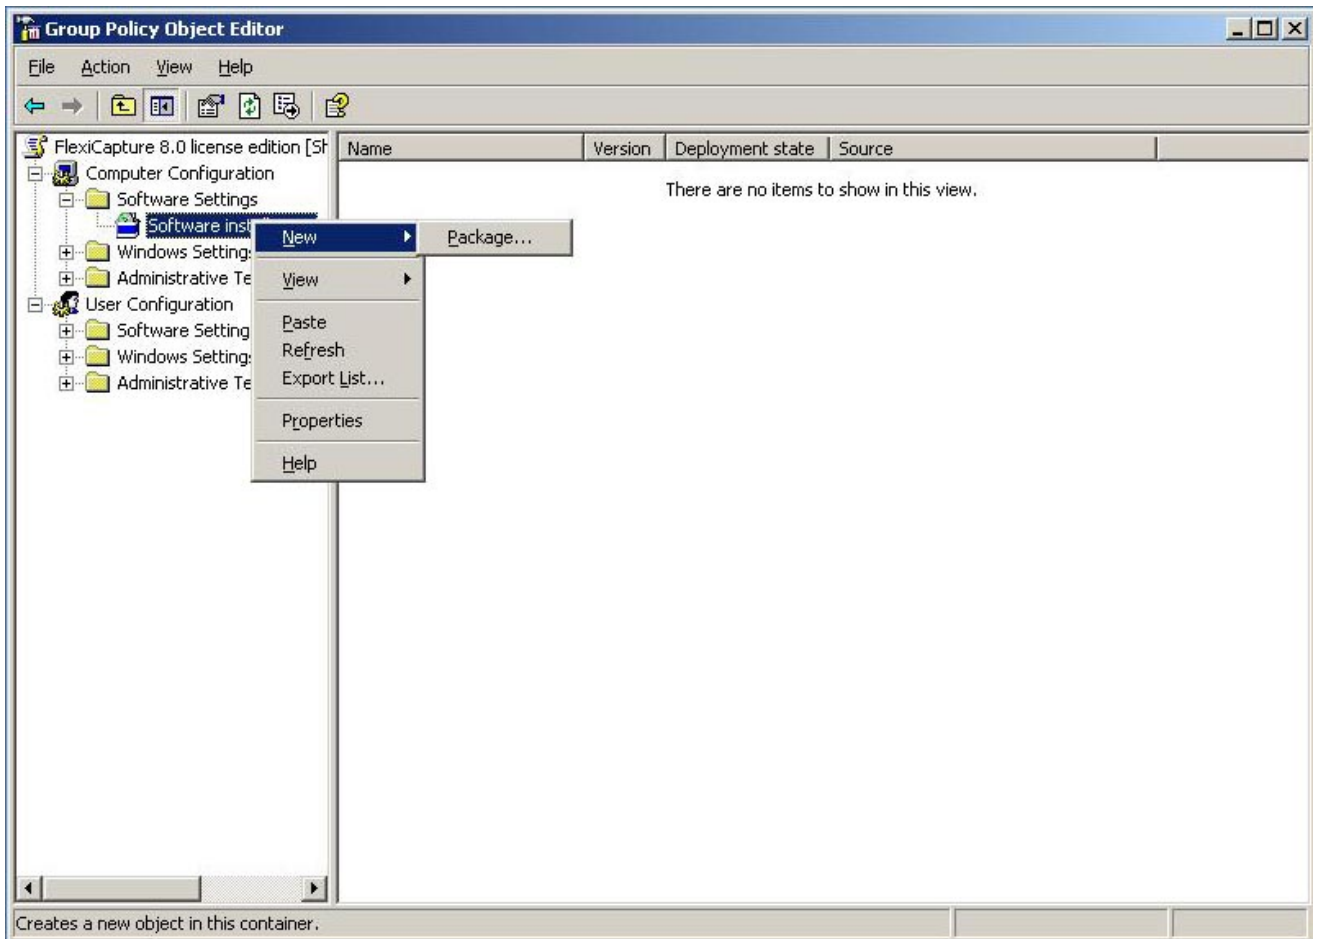 Group Policy Object Editor
File Action View Help
FlexiCapture 8.0 license edition [Sh
Name Version Deployment state Source
Computer Configuration
There are no items to show in this view.
Software Settings
Software inst
New Package...
Windows Setting
View
Administrative Te
User Configuration
Paste
Software Setting
Refresh
Windows Setting
Export List...
Administrative Te
Properties
Help
Creates a new object in this container.